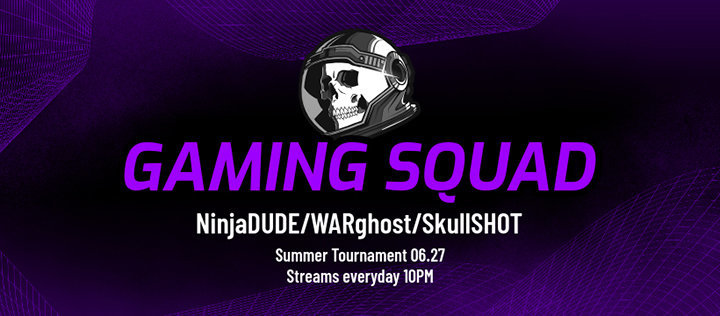 GAMING SQUAD
NinjaDUDE/WARghost/SkullSHOT
Summer Tournament 06.27
Streams everyday 10PM